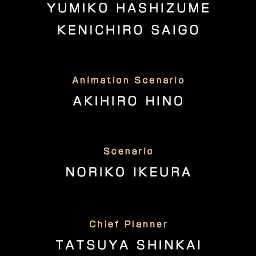 YUMIKO HASHIZUME
KENICHIRO SAIGO
Animation Scenario
AKIHIRO HINO
Scenario
NORIKO IKEURA
Chief Planner
TATSUYA SHINKAI